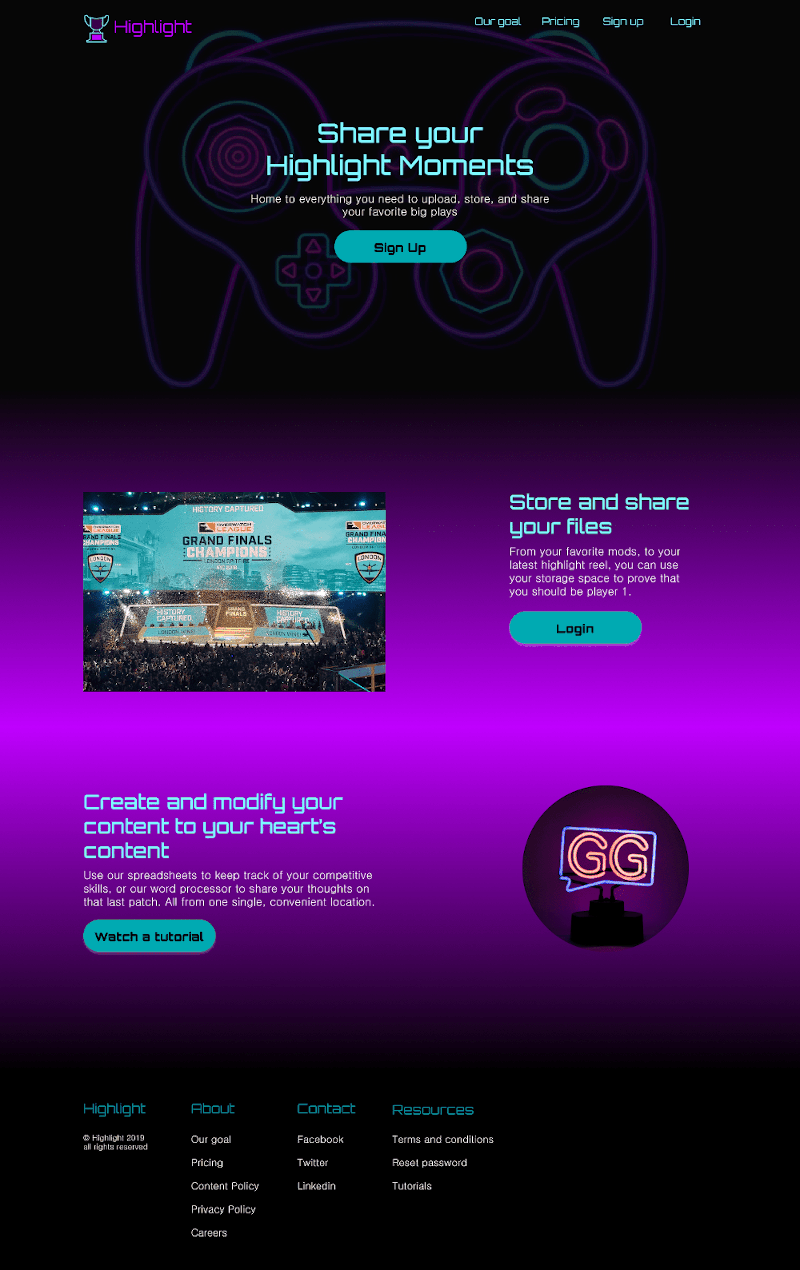 Highlight
Our goal
Pricing
Sign up
Login
Share your
Highlight Moments
Home to everything you need to upload, store, and share
your favorite big plays
Sign Up
HISTORY CAPTURED
OVERWATCH
LEAGUE
GRAND FINALS
CHAMPIONS
LONDON SPITFIRE
OVERWATCH
LEAGUE
GRAND FINALS
CHAMPIONS
LONDON
LONDON
HISTORY
CAPTURED
GRAND
FINALS
HISTORY
CAPTURED
Store and share
your files
From your favorite mods, to your
latest highlight reel, you can use
your storage space to prove that
you should be player 1.
Login
Create and modify your
content to your heart's
content
Use our spreadsheets to keep track of your competitive
skills, or our word processor to share your thoughts on
that last patch. All from one single, convenient location.
Watch a tutorial
GG
Highlight
© Highlight 2019
all rights reserved
About
Our goal
Pricing
Content Policy
Privacy Policy
Careers
Contact
Facebook
Twitter
Linkedin
Resources
Terms and conditions
Reset password
Tutorials